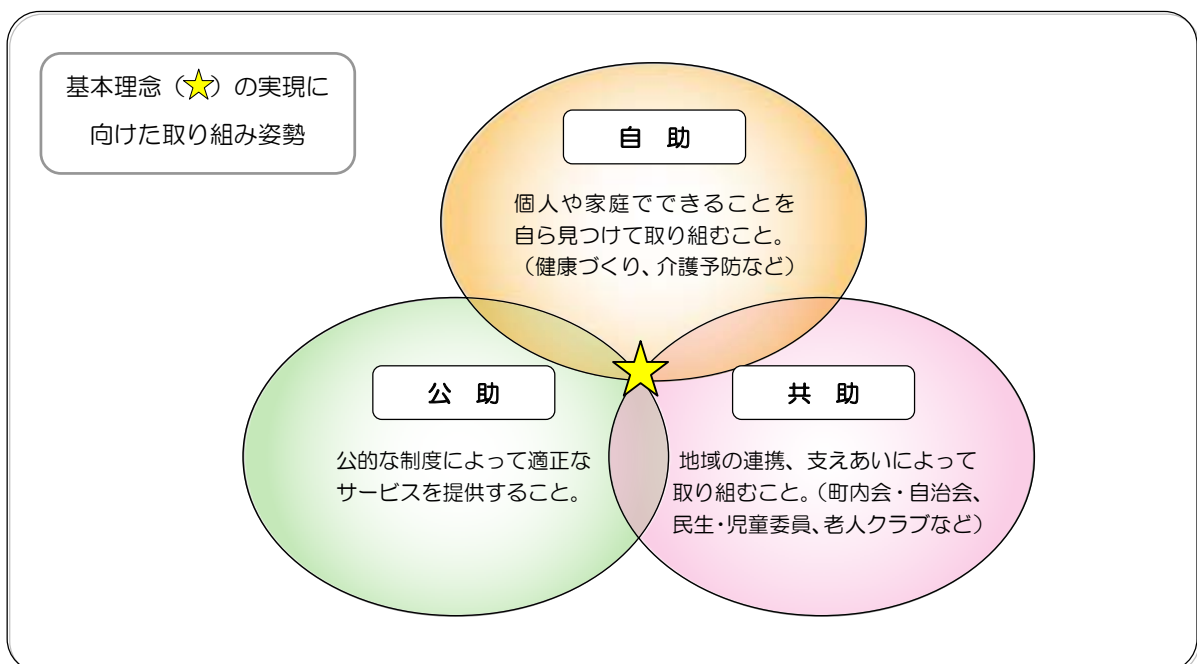 基本理念（☆）の実現に
向けた取り組み姿勢
自　助
個人や家庭でできることを
自ら見つけて取り組むこと。
（健康づくり、介護予防など）
公　助
公的な制度によって適正な
サービスを提供すること。
共　助
地域の連携、支えあいによって
取り組むこと。（町内会・自治会、
民生・児童委員、老人クラブなど）